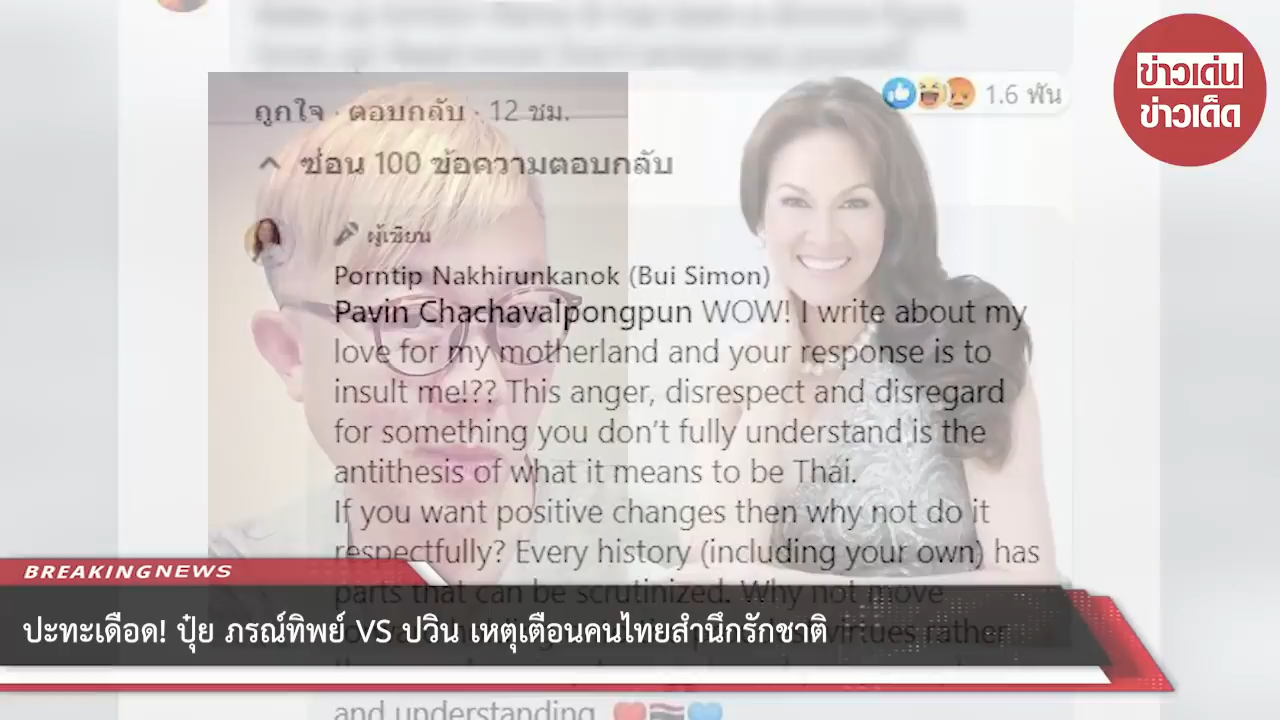 ข่าวเด่น
ข่าวเด็ด
1.6 พัน
ถูกใจ · ตอบกลับ · 12 ชม.
ซ่อน 100 ข้อความตอบกลับ
ผู้เขียน
Porntip Nakhirunkanok (Bui Simon)
Pavin Chachavalpongpun WOW! I write about my
love for my motherland and your response is to
insult me!?? This anger, disrespect and disregard
for something you don't fully understand is the
antithesis of what it means to be Thai.
If you want positive changes then why not do it
respectfully? Every history (including your own) has
parts that can be scrutinized. Why not move
virtues rather
and understanding.
BREAKING NEWS
ปะทะเดือด! ปุ๋ย ภรณ์ทิพย์ VS ปวิน เหตุเตือนคนไทยสำนึกรักชาติ